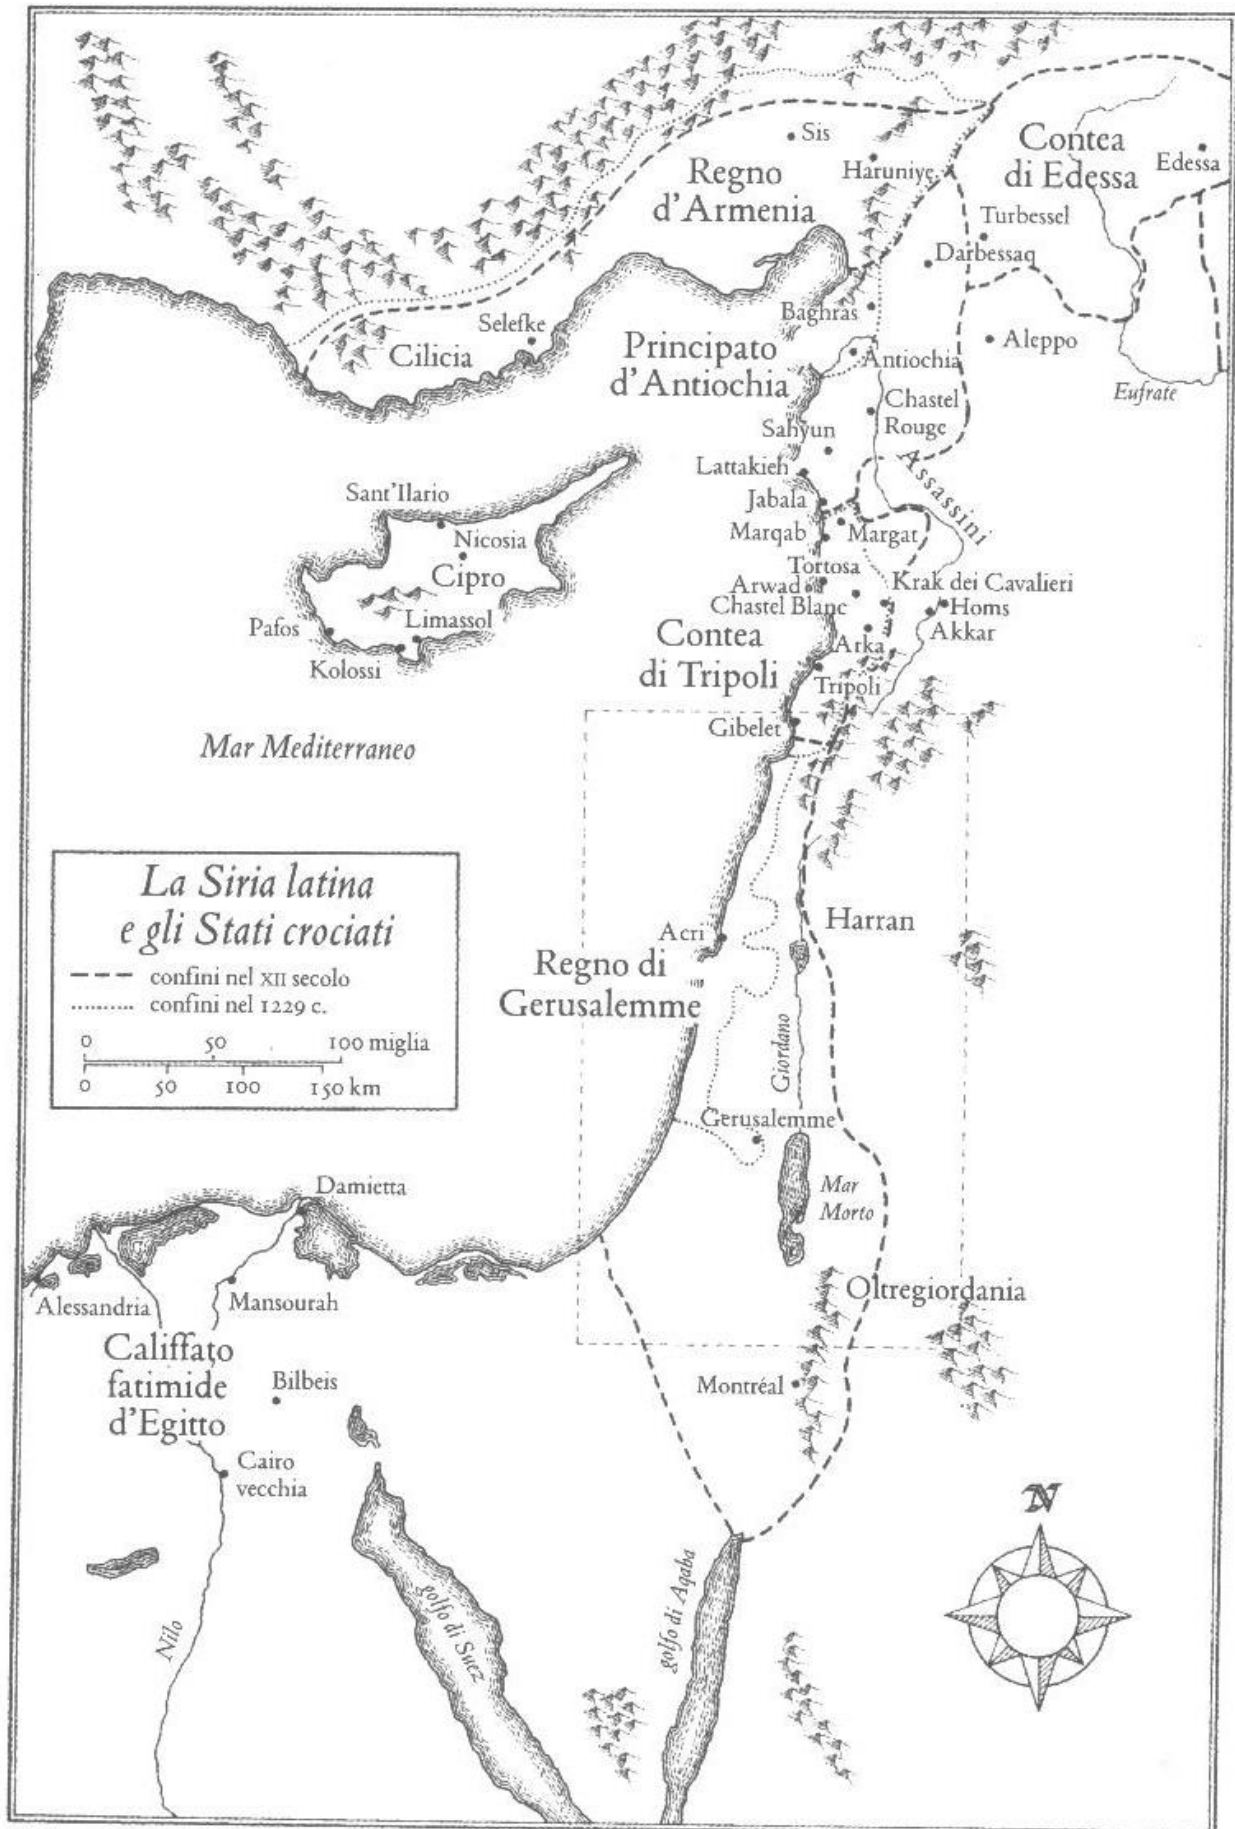 Sis
Haruniye
Contea
di Edessa
Edessa
Regno
d'Armenia
Turbessel
Darbessaq
Baghras
Selefke
Cilicia
Principato
d'Antiochia
Antiochia
Aleppo
Eufrate
Chastel
Rouge
Sahyun
Lattakieh
Assassini
Jabala
Sant'Ilario
Nicosia
Cipro
Marqab
Margat
Tortosa
Arwad
Krak dei Cavalieri
Chastel Blanc
Homs
Akkar
Pafos
Limassol
Kolossi
Contea
di Tripoli
Arka
Tripoli
Gibelet
Mar Mediterraneo
La Siria latina
e gli Stati crociati
confini nel XII secolo
confini nel 1229 c.
0 50 100 miglia
0 50 100 150 km
Acri
Harran
Regno di
Gerusalemme
Giordano
Gerusalemme
Mar
Morto
Damietta
Alessandria
Mansourah
Oltregiordania
Califfato
fatimide
d'Egitto
Bilbeis
Montréal
Cairo
vecchia
N
Nilo
golfo di Suez
golfo di Aqaba